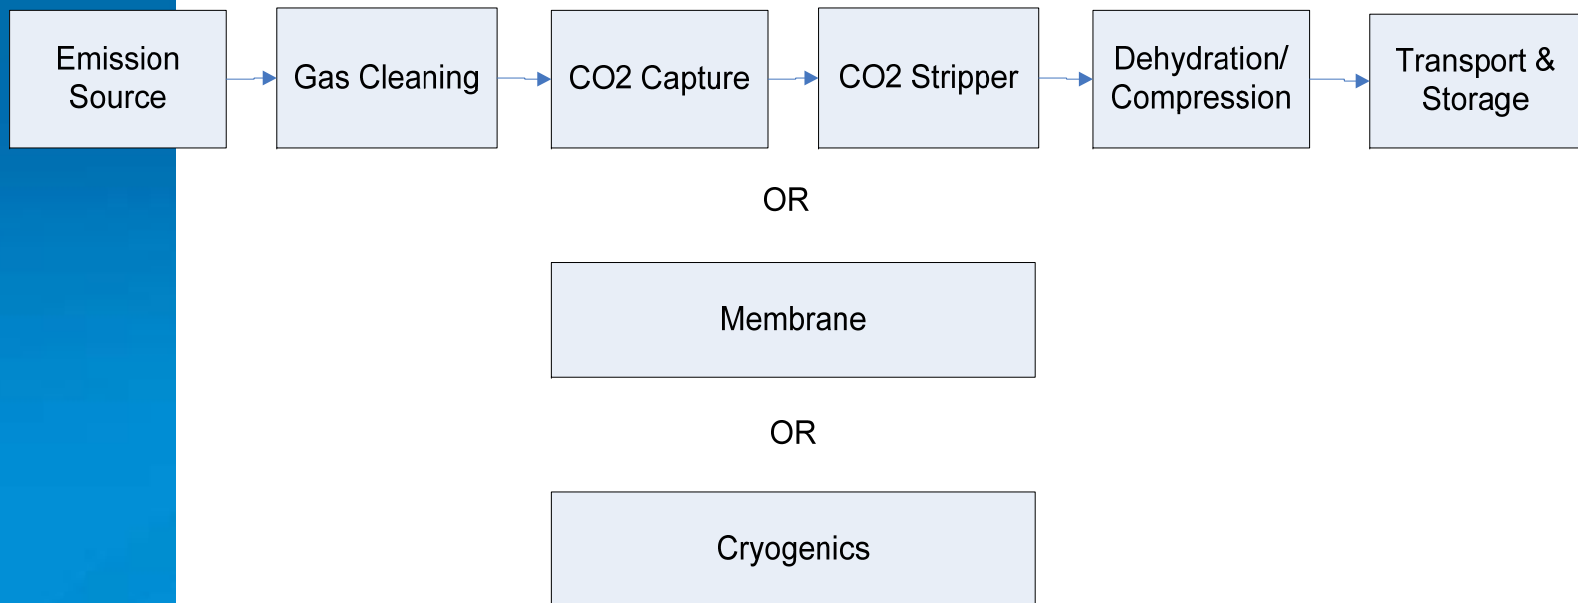 Emission
Source
Gas Cleaning
CO2 Capture
CO2 Stripper
Dehydration/
Compression
Transport &
Storage
OR
Membrane
OR
Cryogenics